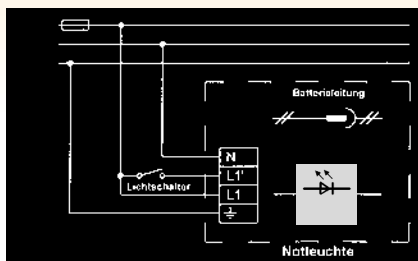 Batterieleitung
N
L1'
Lichtschalter
L1
Notleuchte